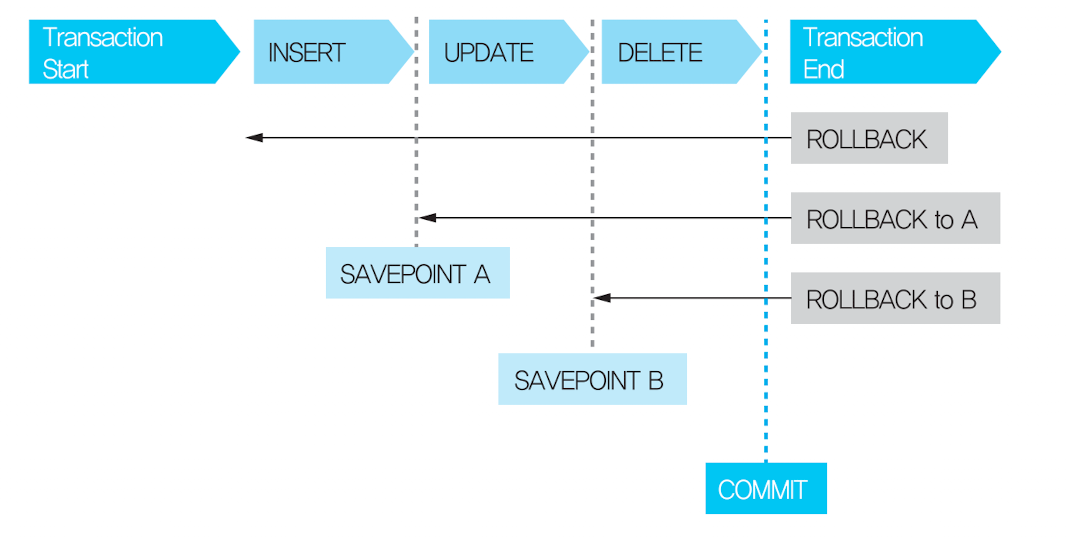 Transaction
Start
INSERT
UPDATE
DELETE
Transaction
End
ROLLBACK
ROLLBACK to A
SAVEPOINT A
ROLLBACK to B
SAVEPOINT B
COMMIT